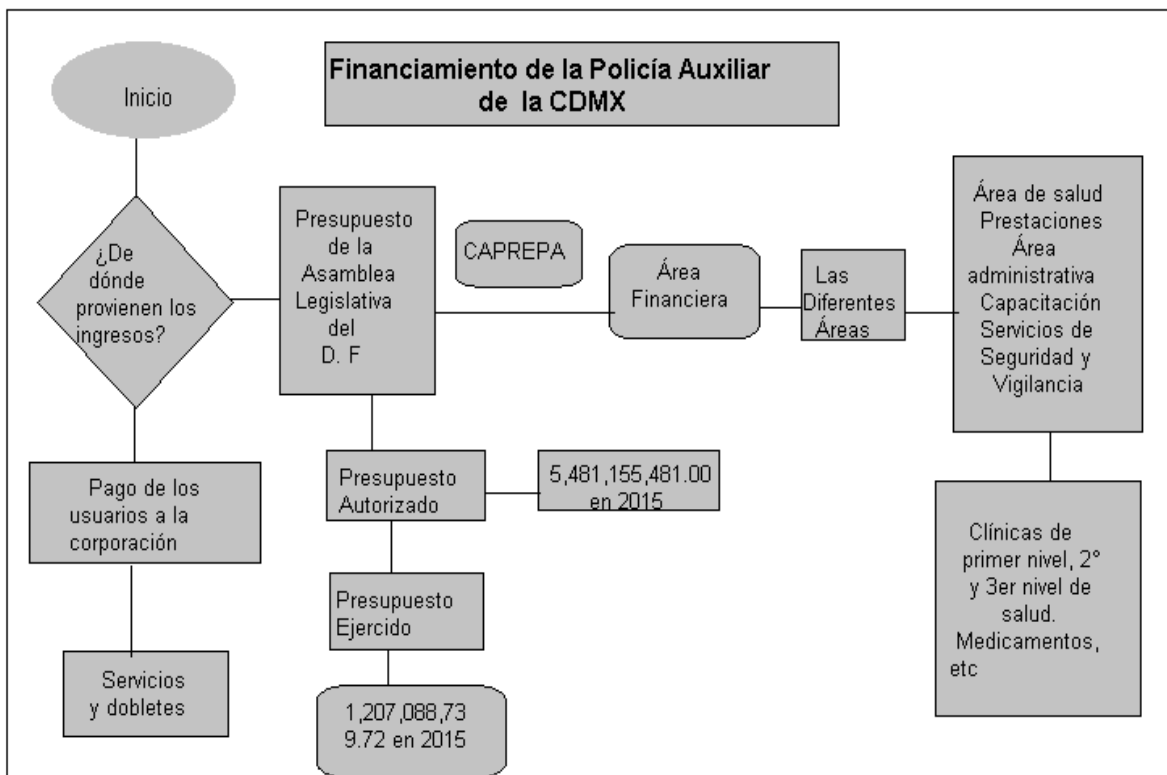 Financiamiento de la Policía Auxiliar
de la CDMX
Inicio
¿De
dónde
provienen los
ingresos?
Presupuesto
de la
Asamblea
Legislativa
del
D. F
CAPREPA
Área
Financiera
Las
Diferentes
Áreas
Área de salud
Prestaciones
Área
administrativa
Capacitación
Servicios de
Seguridad y
Vigilancia
Pago de los
usuarios a la
corporación
Presupuesto
Autorizado
5,481,155,481.00
en 2015
Clínicas de
primer nivel, 2°
y 3er nivel de
salud.
Medicamentos,
etc
Presupuesto
Ejercido
Servicios
y dobletes
1,207,088,73
9.72 en 2015